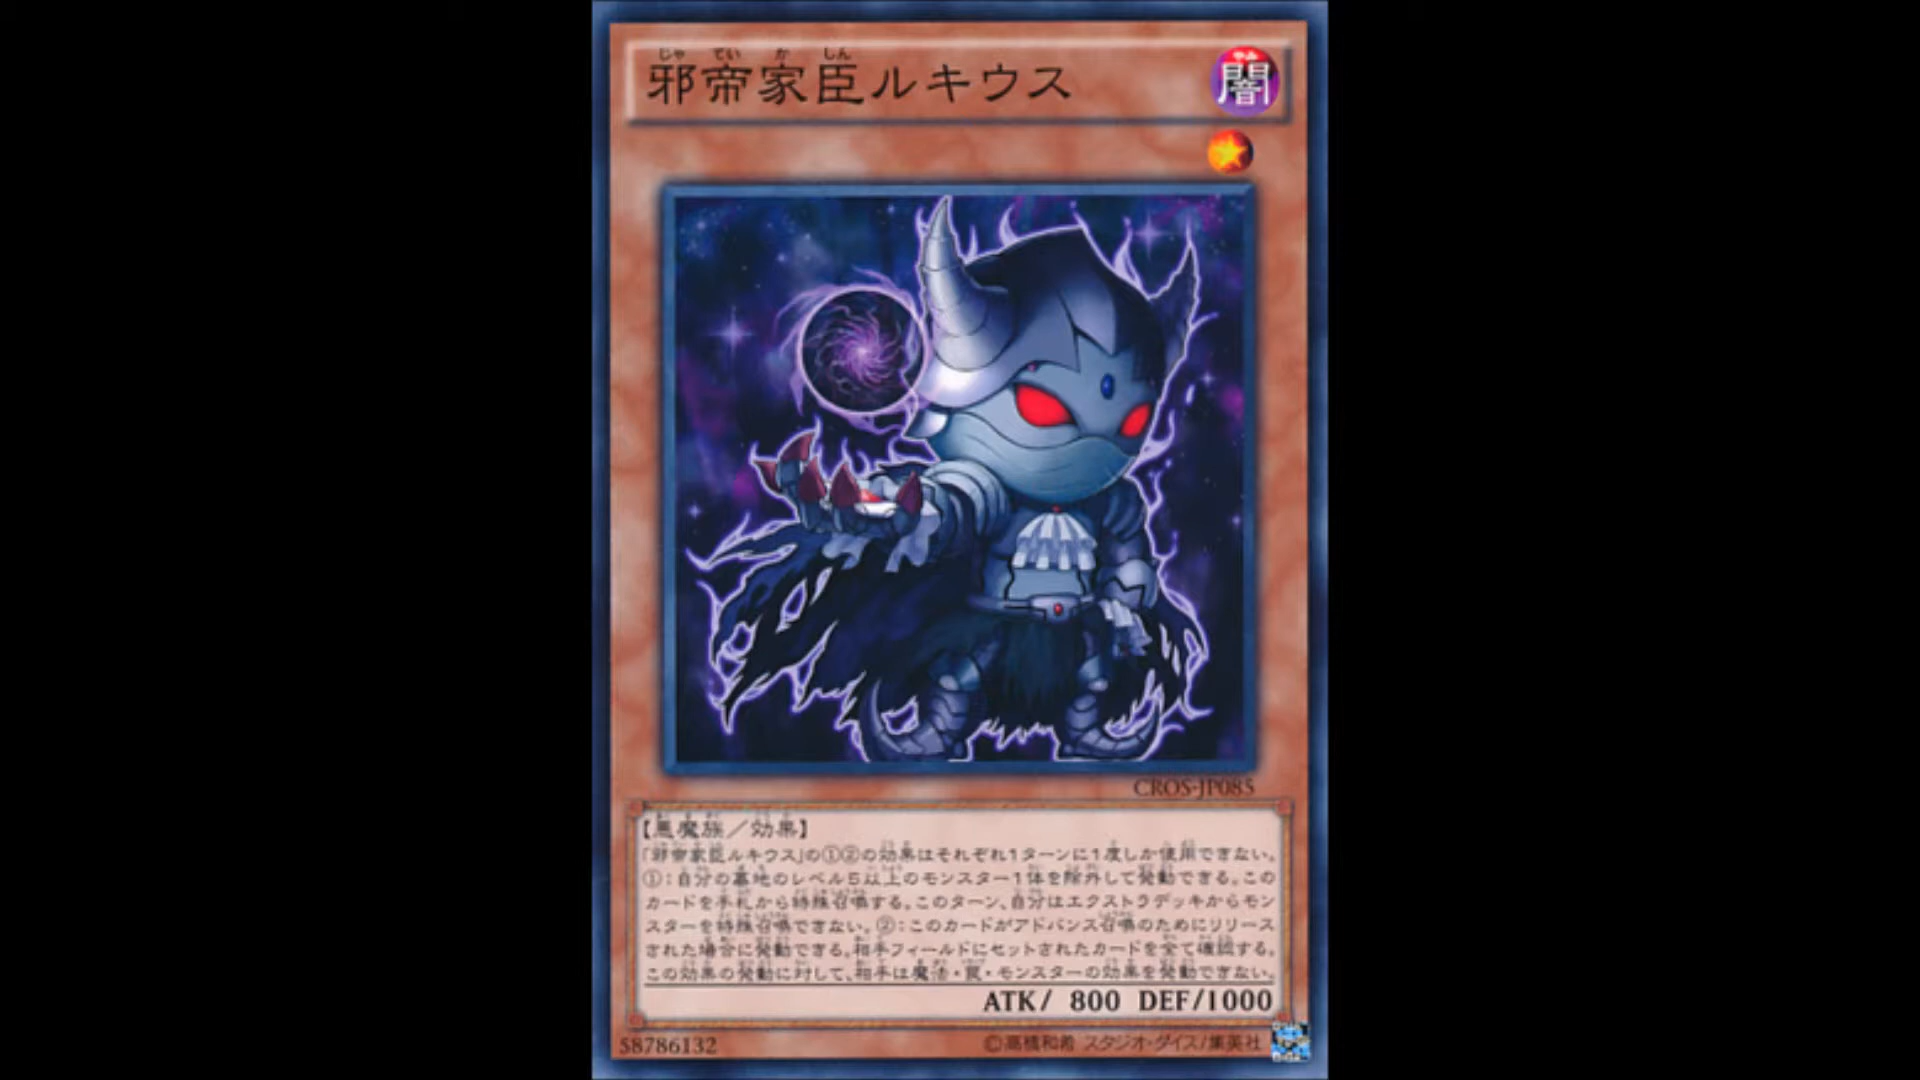 邪帝家臣ルキウス
闇
CROS-JP085
【悪魔族／効果】
「邪帝家臣ルキウス」の①②の効果はそれぞれ1ターンに1度しか使用できない。
①：自分の墓地のレベル5以上のモンスター1体を除外して発動できる。この
カードを手札から特殊召喚する。このターン、自分はエクストラデッキからモン
スターを特殊召喚できない。②：このカードがアドバンス召喚のためにリリース
された場合に発動できる。相手フィールドにセットされたカードを全て確認する。
この効果の発動に対して、相手は魔法・罠・モンスターの効果を発動できない。
ATK/ 800 DEF/1000
58786132
©高橋和希 スタジオ・ダイス/集英社